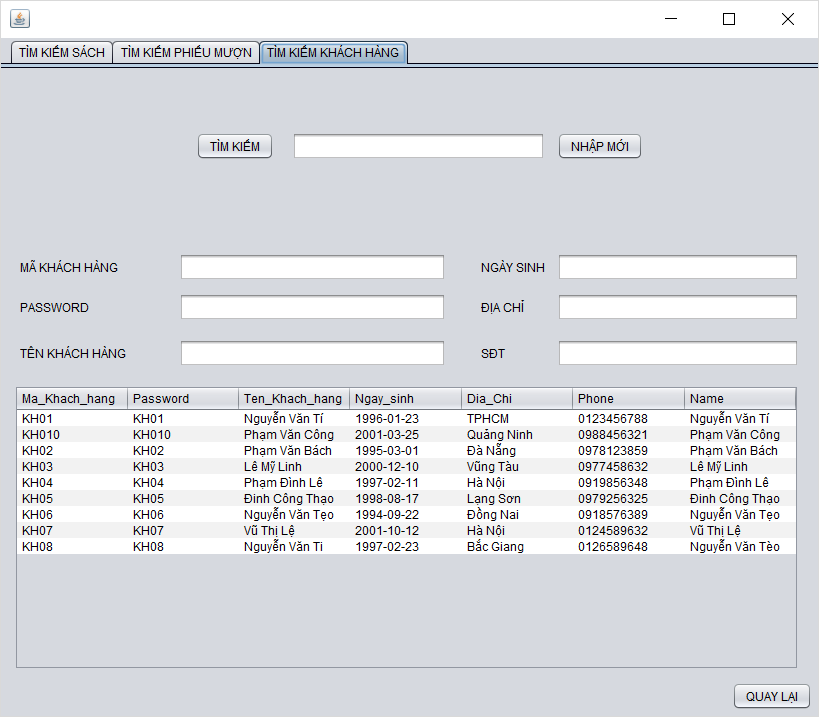 TÌM KIẾM SÁCH TÌM KIẾM PHIẾU MƯỢN TÌM KIẾM KHÁCH HÀNG
TÌM KIẾM NHẬP MỚI
MÃ KHÁCH HÀNG NGÀY SINH
PASSWORD ĐỊA CHỈ
TÊN KHÁCH HÀNG SĐT
Ma_Khach_hang Password Ten_Khach_hang Ngay_sinh Dia_Chi Phone Name
KH01 KH01 Nguyễn Văn Tí 1996-01-23 TPHCM 0123456788 Nguyễn Văn Tí
KH010 KH010 Phạm Văn Công 2001-03-25 Quảng Ninh 0988456321 Phạm Văn Công
KH02 KH02 Phạm Văn Bách 1995-03-01 Đà Nẵng 0978123859 Phạm Văn Bách
KH03 KH03 Lê Mỹ Linh 2000-12-10 Vũng Tàu 0977458632 Lê Mỹ Linh
KH04 KH04 Phạm Đình Lê 1997-02-11 Hà Nội 0919856348 Phạm Đình Lê
KH05 KH05 Đinh Công Thạo 1998-08-17 Lạng Sơn 0979256325 Đinh Công Thạo
KH06 KH06 Nguyễn Văn Tẹo 1994-09-22 Đồng Nai 0918576389 Nguyễn Văn Tẹo
KH07 KH07 Vũ Thị Lệ 2001-10-12 Hà Nội 0124589632 Vũ Thị Lệ
KH08 KH08 Nguyễn Văn Ti 1997-02-23 Bắc Giang 0126589648 Nguyễn Văn Tèo
QUAY LẠI